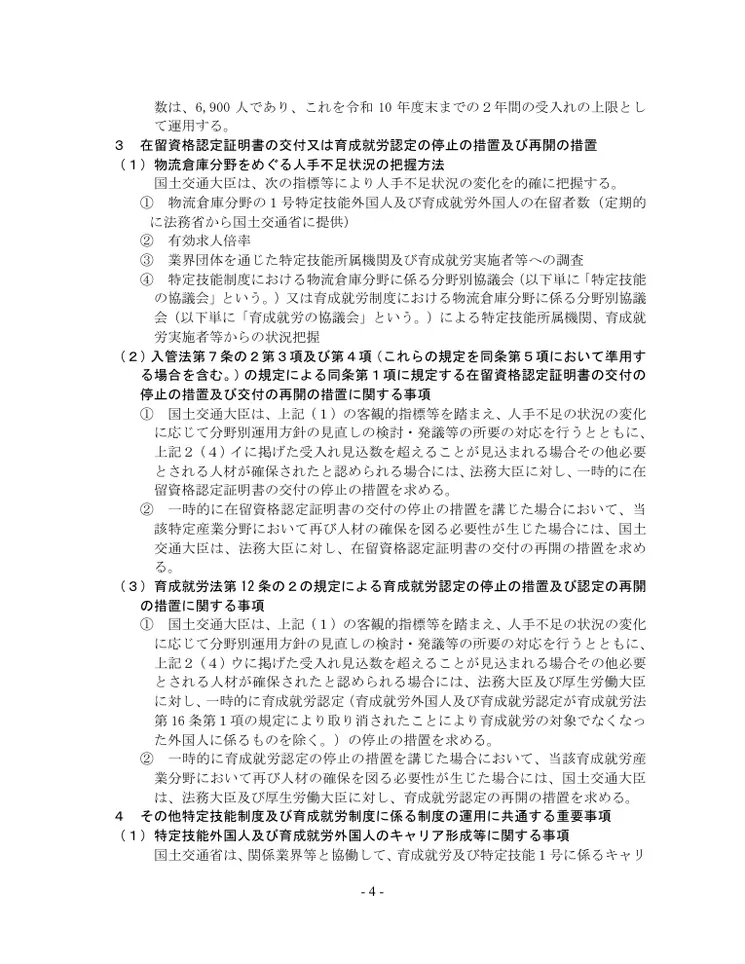 数は、6,900 人であり、これを令和 10 年度末までの２年間の受入れの上限とし
て運用する。
３　在留資格認定証明書の交付又は育成就労認定の停止の措置及び再開の措置
（１）物流倉庫分野をめぐる人手不足状況の把握方法
国土交通大臣は、次の指標等により人手不足状況の変化を的確に把握する。
①　物流倉庫分野の１号特定技能外国人及び育成就労外国人の在留者数（定期的
に法務省から国土交通省に提供）
②　有効求人倍率
③　業界団体を通じた特定技能所属機関及び育成就労実施者等への調査
④　特定技能制度における物流倉庫分野に係る分野別協議会（以下単に「特定技能
の協議会」という。）又は育成就労制度における物流倉庫分野に係る分野別協議
会（以下単に「育成就労の協議会」という。）による特定技能所属機関、育成就
労実施者等からの状況把握
（２）入管法第７条の２第３項及び第４項（これらの規定を同条第５項において準用す
る場合を含む。）の規定による同条第１項に規定する在留資格認定証明書の交付の
停止の措置及び交付の再開の措置に関する事項
①　国土交通大臣は、上記（１）の客観的指標等を踏まえ、人手不足の状況の変化
に応じて分野別運用方針の見直しの検討・発議等の所要の対応を行うとともに、
上記２（４）イに掲げた受入れ見込数を超えることが見込まれる場合その他必要
とされる人材が確保されたと認められる場合には、法務大臣に対し、一時的に在
留資格認定証明書の交付の停止の措置を求める。
②　一時的に在留資格認定証明書の交付の停止の措置を講じた場合において、当
該特定産業分野において再び人材の確保を図る必要性が生じた場合には、国土
交通大臣は、法務大臣に対し、在留資格認定証明書の交付の再開の措置を求め
る。
（３）育成就労法第 12 条の２の規定による育成就労認定の停止の措置及び認定の再開
の措置に関する事項
①　国土交通大臣は、上記（１）の客観的指標等を踏まえ、人手不足の状況の変化
に応じて分野別運用方針の見直しの検討・発議等の所要の対応を行うとともに、
上記２（４）ウに掲げた受入れ見込数を超えることが見込まれる場合その他必要
とされる人材が確保されたと認められる場合には、法務大臣及び厚生労働大臣
に対し、一時的に育成就労認定（育成就労外国人及び育成就労認定が育成就労法
第 16 条第１項の規定により取り消されたことにより育成就労の対象でなくなっ
た外国人に係るものを除く。）の停止の措置を求める。
②　一時的に育成就労認定の停止の措置を講じた場合において、当該育成就労産
業分野において再び人材の確保を図る必要性が生じた場合には、国土交通大臣
は、法務大臣及び厚生労働大臣に対し、育成就労認定の再開の措置を求める。
４　その他特定技能制度及び育成就労制度に係る制度の運用に共通する重要事項
（１）特定技能外国人及び育成就労外国人のキャリア形成等に関する事項
国土交通省は、関係業界等と協働して、育成就労及び特定技能１号に係るキャリ
- 4 -